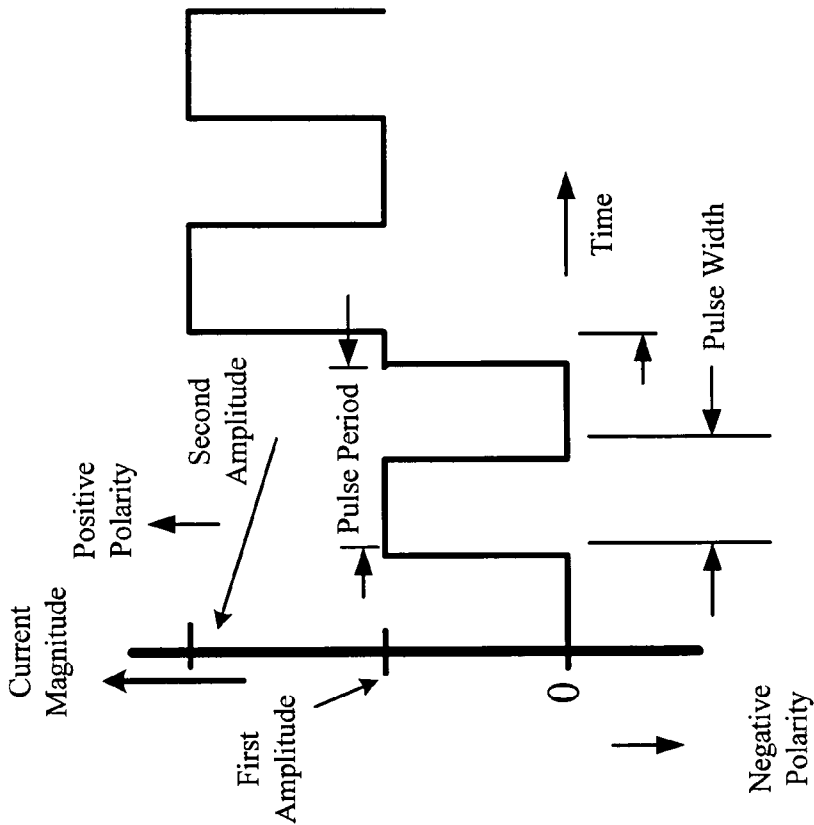 Current
Magnitude
Positive
Polarity
Second
Amplitude
First
Amplitude
Pulse Period
Time
Pulse Width
0
Negative
Polarity